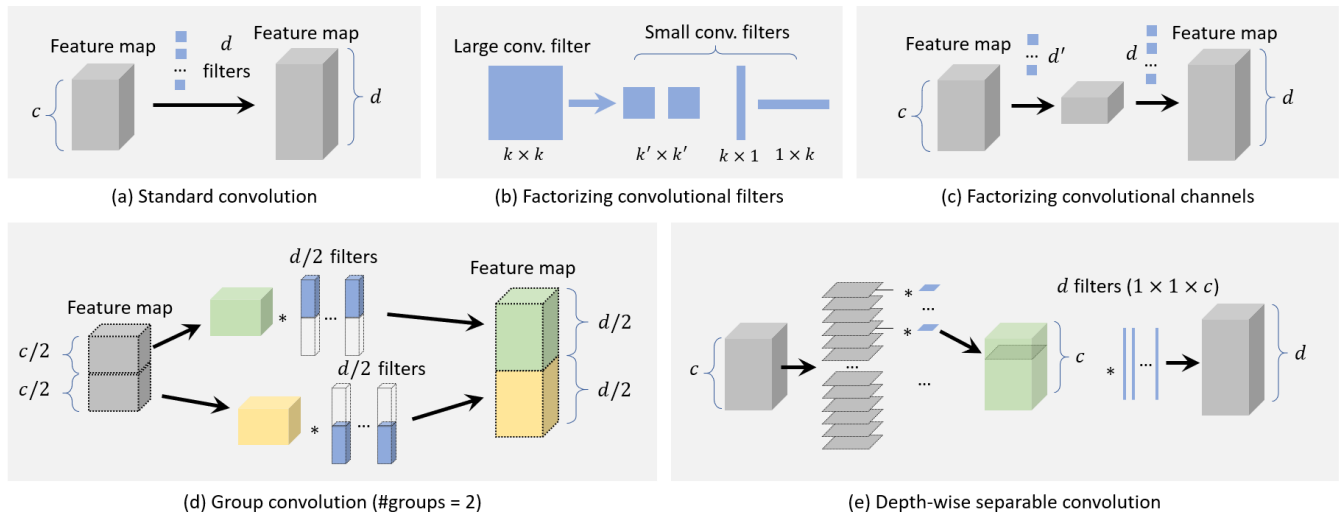 Feature map
d
...
filters
Feature map
c
d
(a) Standard convolution
Large conv. filter
Small conv. filters
k × k
k′ × k′
k × 1
1 × k
(b) Factorizing convolutional filters
Feature map
...
d′
d
...
Feature map
c
d
(c) Factorizing convolutional channels
Feature map
c/2
c/2
d/2 filters
*
...
d/2 filters
*
...
Feature map
d/2
d/2
(d) Group convolution (#groups = 2)
c
...
*
...
*
...
c
d filters (1 × 1 × c)
*
...
d
(e) Depth-wise separable convolution